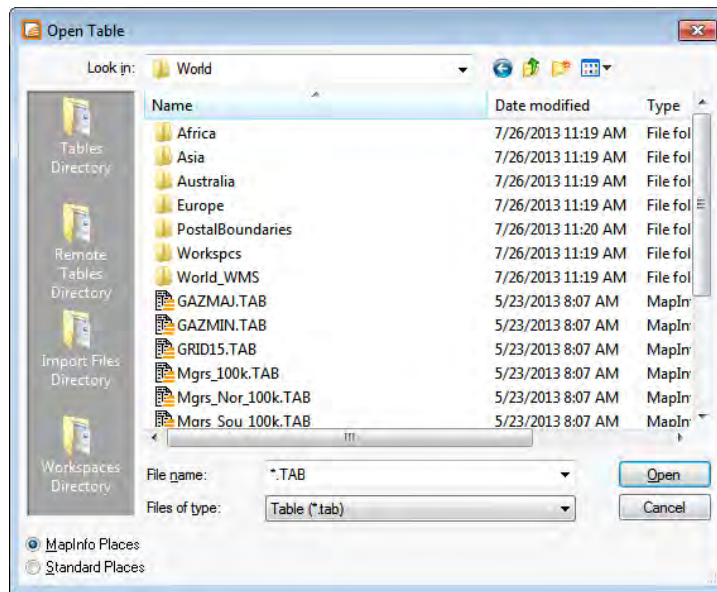 Open Table
Look in: World
Name Date modified Type
Africa 7/26/2013 11:19 AM File fol
Asia 7/26/2013 11:19 AM File fol
Australia 7/26/2013 11:19 AM File fol
Europe 7/26/2013 11:19 AM File fol
PostalBoundaries 7/26/2013 11:20 AM File fol
Workspcs 7/26/2013 11:19 AM File fol
World_WMS 7/26/2013 11:19 AM File fol
GAZMAJ.TAB 5/23/2013 8:07 AM MapIn
GAZMIN.TAB 5/23/2013 8:07 AM MapIn
GRID15.TAB 5/23/2013 8:07 AM MapIn
Mgrs_100k.TAB 5/23/2013 8:07 AM MapIn
Mgrs_Nor_100k.TAB 5/23/2013 8:07 AM MapIn
Mgrs_Sou_100k.TAB 5/23/2013 8:07 AM MapIn
Tables
Directory
Remote
Tables
Directory
Import Files
Directory
Workspaces
Directory
File name: *.TAB Open
Files of type: Table (*.tab) Cancel
MapInfo Places
Standard Places